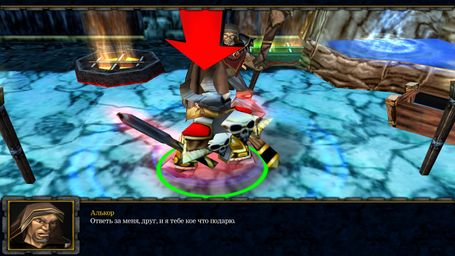 Алькор
Ответь за меня, друг, и я тебе кое что подарю.